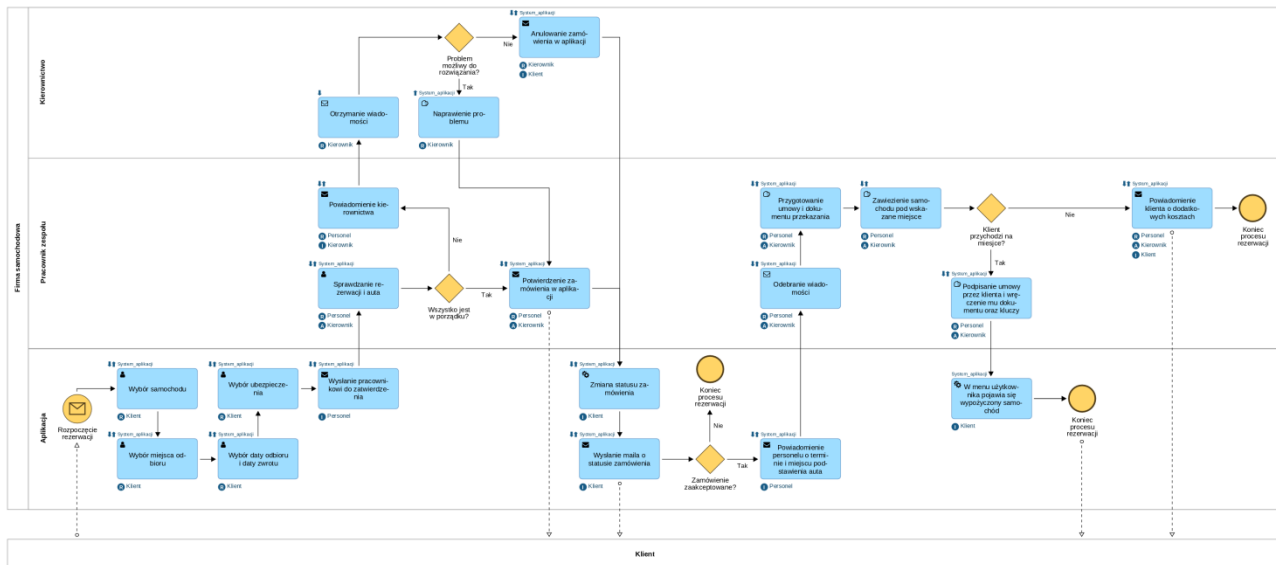 Firma samochodowa
Kierownictwo
Problem
możliwy do
rozwiązania?
Nie
Tak
System_aplikacji
Anulowanie zamó-
wienia w aplikacji
R Kierownik
I Klient
Otrzymanie wiado-
mości
R Kierownik
System_aplikacji
Naprawienie pro-
blemu
R Kierownik
Pracownik zespołu
Powiadomienie kie-
rownictwa
R Personel
I Kierownik
Nie
System_aplikacji
Sprawdzanie re-
zerwacji i auta
R Personel
A Kierownik
Wszystko jest
w porządku?
Tak
System_aplikacji
Potwierdzenie za-
mówienia w aplika-
cji
R Personel
A Kierownik
System_aplikacji
Przygotowanie
umowy i doku-
mentu przekazania
R Personel
A Kierownik
System_aplikacji
Odebranie wiado-
mości
R Personel
A Kierownik
System_aplikacji
Zawiezienie samo-
chodu pod wska-
zane miejsce
R Personel
A Kierownik
Klient
przychodzi na
miejsce?
Nie
Tak
System_aplikacji
Powiadomienie
klienta o dodatko-
wych kosztach
R Personel
A Kierownik
I Klient
Koniec
procesu
rezerwacji
System_aplikacji
Podpisanie umowy
przez klienta i wrę-
czenie mu doku-
mentu oraz kluczy
R Personel
A Kierownik
Aplikacja
Rozpoczęcie
rezerwacji
System_aplikacji
Wybór samochodu
R Klient
System_aplikacji
Wybór miejsca od-
bioru
R Klient
System_aplikacji
Wybór ubezpiecze-
nia
R Klient
System_aplikacji
Wybór daty odbioru
i daty zwrotu
R Klient
System_aplikacji
Wysłanie pracowni-
kowi do zatwierdze-
nia
I Personel
System_aplikacji
Zmiana statusu za-
mówienia
I Klient
System_aplikacji
Wysłanie maila o
statusie zamówienia
I Klient
Koniec
procesu
rezerwacji
Nie
Zamówienie
zaakceptowane?
Tak
System_aplikacji
Powiadomienie
personelu o termi-
nie i miejscu pod-
stawienia auta
I Personel
System_aplikacji
W menu użytkow-
nika pojawia się
wypożyczony samo-
chód
I Klient
Koniec
procesu
rezerwacji
Klient